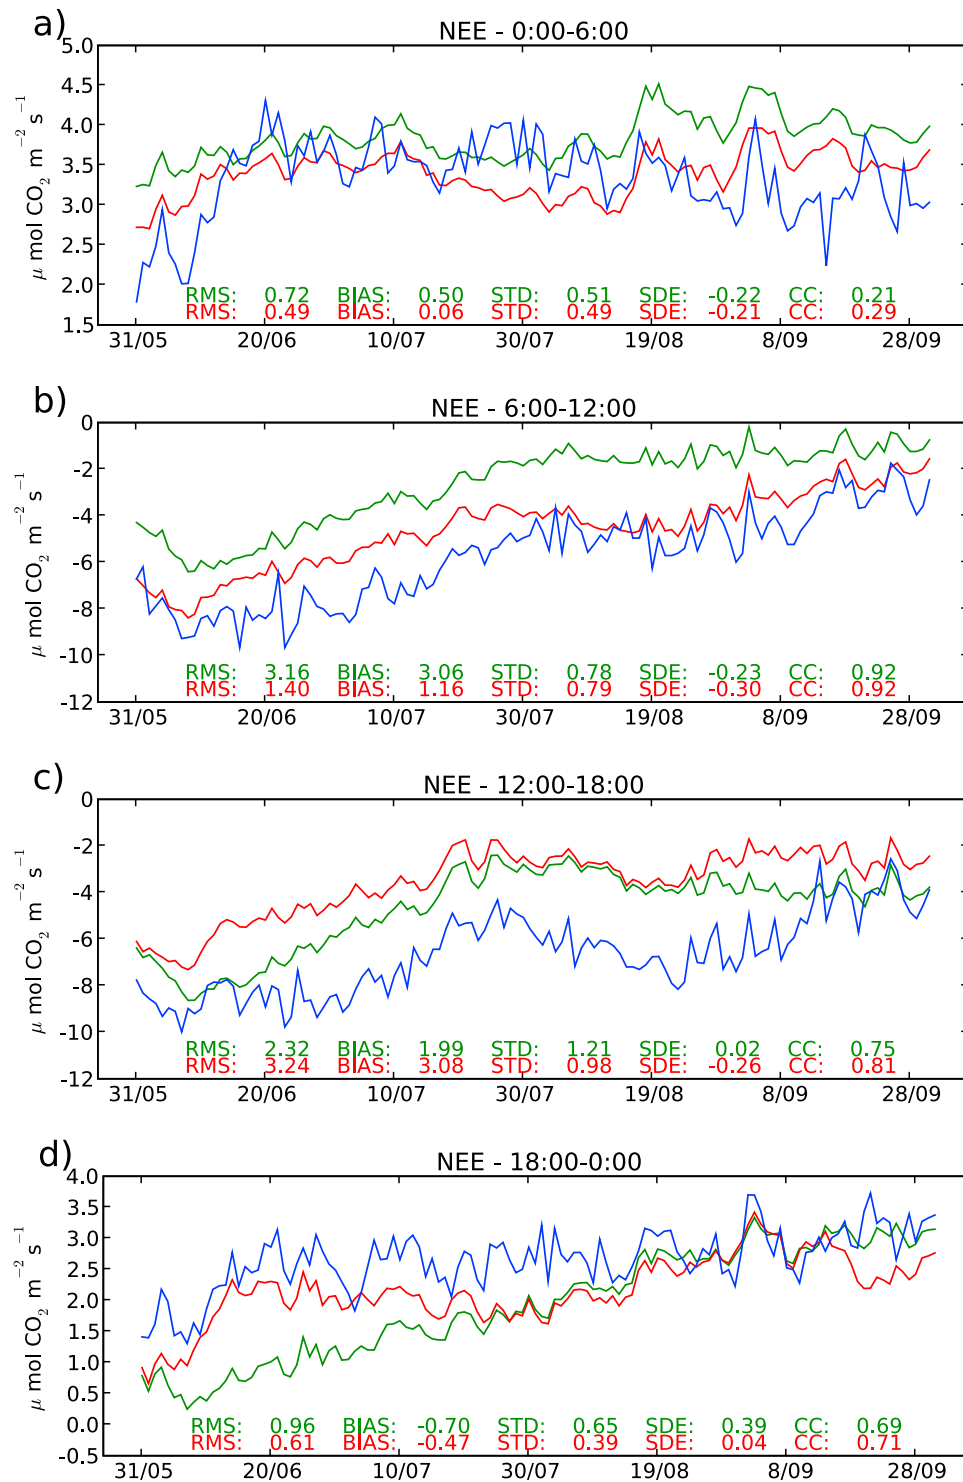 a)
NEE - 0:00-6:00
5.0
4.5
4.0
3.5
3.0
2.5
2.0
1.5
μ mol CO₂ m⁻² s⁻¹
RMS: 0.72 BIAS: 0.50 STD: 0.51 SDE: -0.22 CC: 0.21
RMS: 0.49 BIAS: 0.06 STD: 0.49 SDE: -0.21 CC: 0.29
31/05 20/06 10/07 30/07 19/08 8/09 28/09
b)
NEE - 6:00-12:00
0
-2
-4
-6
-8
-10
-12
μ mol CO₂ m⁻² s⁻¹
RMS: 3.16 BIAS: 3.06 STD: 0.78 SDE: -0.23 CC: 0.92
RMS: 1.40 BIAS: 1.16 STD: 0.79 SDE: -0.30 CC: 0.92
31/05 20/06 10/07 30/07 19/08 8/09 28/09
c)
NEE - 12:00-18:00
0
-2
-4
-6
-8
-10
-12
μ mol CO₂ m⁻² s⁻¹
RMS: 2.32 BIAS: 1.99 STD: 1.21 SDE: 0.02 CC: 0.75
RMS: 3.24 BIAS: 3.08 STD: 0.98 SDE: -0.26 CC: 0.81
31/05 20/06 10/07 30/07 19/08 8/09 28/09
d)
NEE - 18:00-0:00
4.0
3.5
3.0
2.5
2.0
1.5
1.0
0.5
0.0
-0.5
μ mol CO₂ m⁻² s⁻¹
RMS: 0.96 BIAS: -0.70 STD: 0.65 SDE: 0.39 CC: 0.69
RMS: 0.61 BIAS: -0.47 STD: 0.39 SDE: 0.04 CC: 0.71
31/05 20/06 10/07 30/07 19/08 8/09 28/09